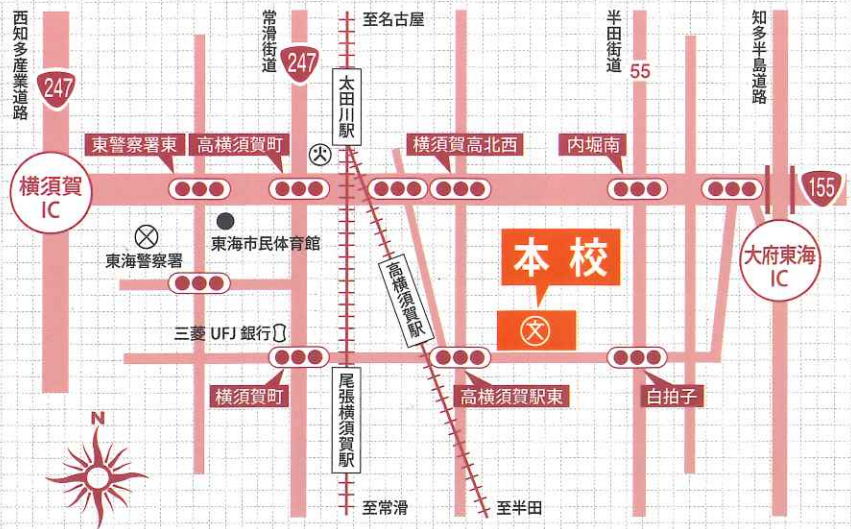 西知多産業道路
247
常滑街道
247
至名古屋
太田川駅
半田街道
55
知多半島道路
東警察署東
高横須賀町
火
横須賀高北西
内堀南
横須賀
IC
155
東海警察署
東海市民体育館
本校
文
大府東海
IC
高横須賀駅
三菱UFJ銀行
横須賀町
尾張横須賀駅
高横須賀駅東
白拍子
N
至常滑
至半田